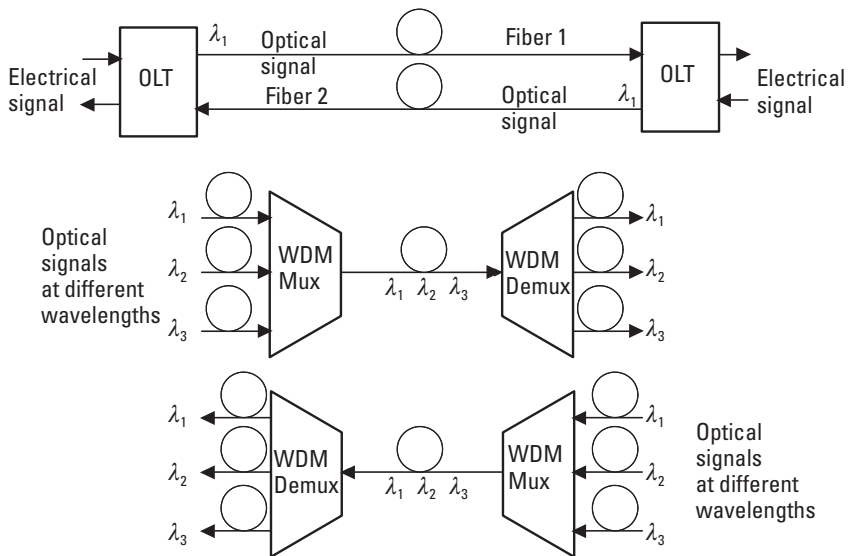 λ1
Optical
signal
Fiber 1
Electrical
signal
OLT
OLT
Electrical
signal
Fiber 2
Optical
signal
λ1
Optical
signals
at different
wavelengths
λ1
λ2
λ3
WDM
Mux
λ1 λ2 λ3
WDM
Demux
λ1
λ2
λ3
λ1
λ2
λ3
WDM
Demux
λ1 λ2 λ3
WDM
Mux
λ1
λ2
λ3
Optical
signals
at different
wavelengths